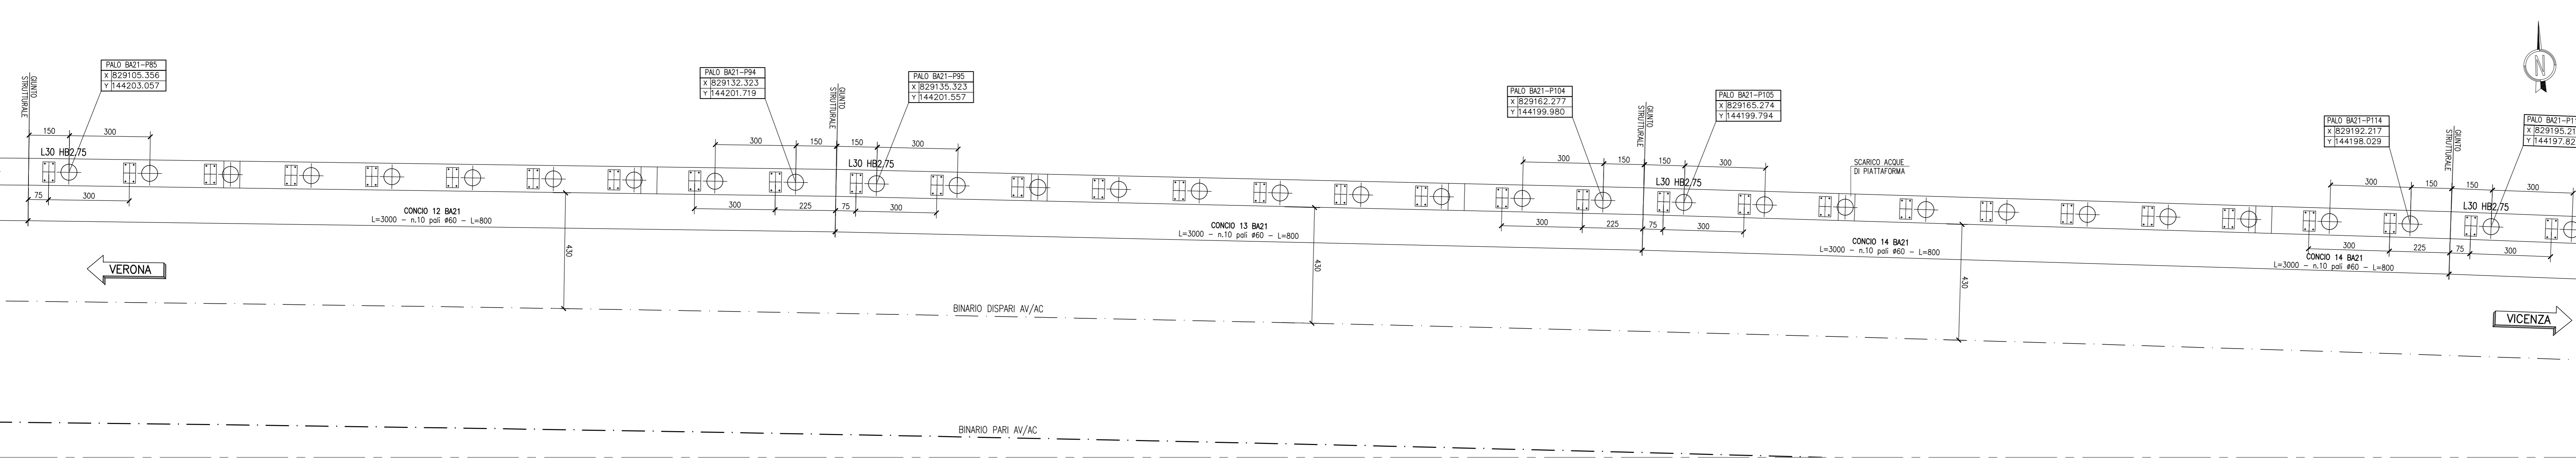 PALO BA21-P85
X 829105.356
Y 144203.057
GIUNTO
STRUTTURALE
150
300
L30 HB2,75
75
300
CONCIO 12 BA21
L=3000 - n.10 pali ø60 - L=800
VERONA
430
PALO BA21-P94
X 829132.323
Y 144201.719
300
150
300
225
GIUNTO
STRUTTURALE
PALO BA21-P95
X 829135.323
Y 144201.557
150
300
L30 HB2,75
75
300
CONCIO 13 BA21
L=3000 - n.10 pali ø60 - L=800
430
BINARIO DISPARI AV/AC
BINARIO PARI AV/AC
PALO BA21-P104
X 829162.277
Y 144199.980
300
150
300
225
GIUNTO
STRUTTURALE
PALO BA21-P105
X 829165.274
Y 144199.794
150
300
L30 HB2,75
75
300
SCARICO ACQUE
DI PIATTAFORMA
CONCIO 14 BA21
L=3000 - n.10 pali ø60 - L=800
430
PALO BA21-P114
X 829192.217
Y 144198.029
300
150
300
225
GIUNTO
STRUTTURALE
CONCIO 14 BA21
L=3000 - n.10 pali ø60 - L=800
PALO BA21-P11
X 829195.21
Y 144197.82
150
300
L30 HB2,75
75
300
N
VICENZA